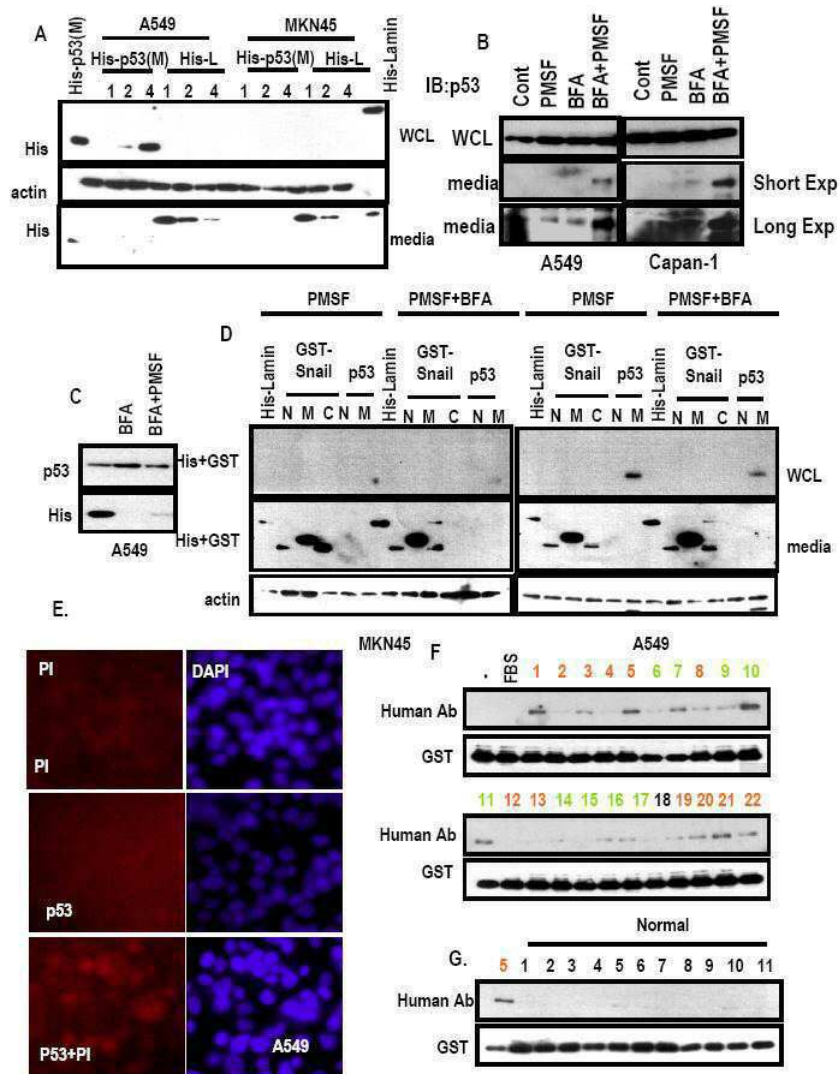 A
His-p53(M)
A549
MKN45
His-Lamin
His-p53(M) His-L His-p53(M) His-L
1 2 4 1 2 4 1 2 4 1 2 4
His
WCL
actin
His
media
B
IB:p53
Cont PMSF BFA BFA+PMSF Cont PMSF BFA BFA+PMSF
WCL
media
Short Exp
media
Long Exp
A549 Capan-1
C
BFA BFA+PMSF
p53
His
A549
D
PMSF PMSF+BFA PMSF PMSF+BFA
His-Lamin GST-Snail p53 His-Lamin GST-Snail p53 His-Lamin GST-Snail p53 His-Lamin GST-Snail p53
N M C N M N M C N M N M C N M N M C N M
His+GST
WCL
His+GST
media
actin
MKN45 A549
E.
PI DAPI
PI
p53
P53+PI A549
F
- FBS 1 2 3 4 5 6 7 8 9 10
Human Ab
GST
11 12 13 14 15 16 17 18 19 20 21 22
Human Ab
GST
G.
Normal
5 1 2 3 4 5 6 7 8 9 10 11
Human Ab
GST